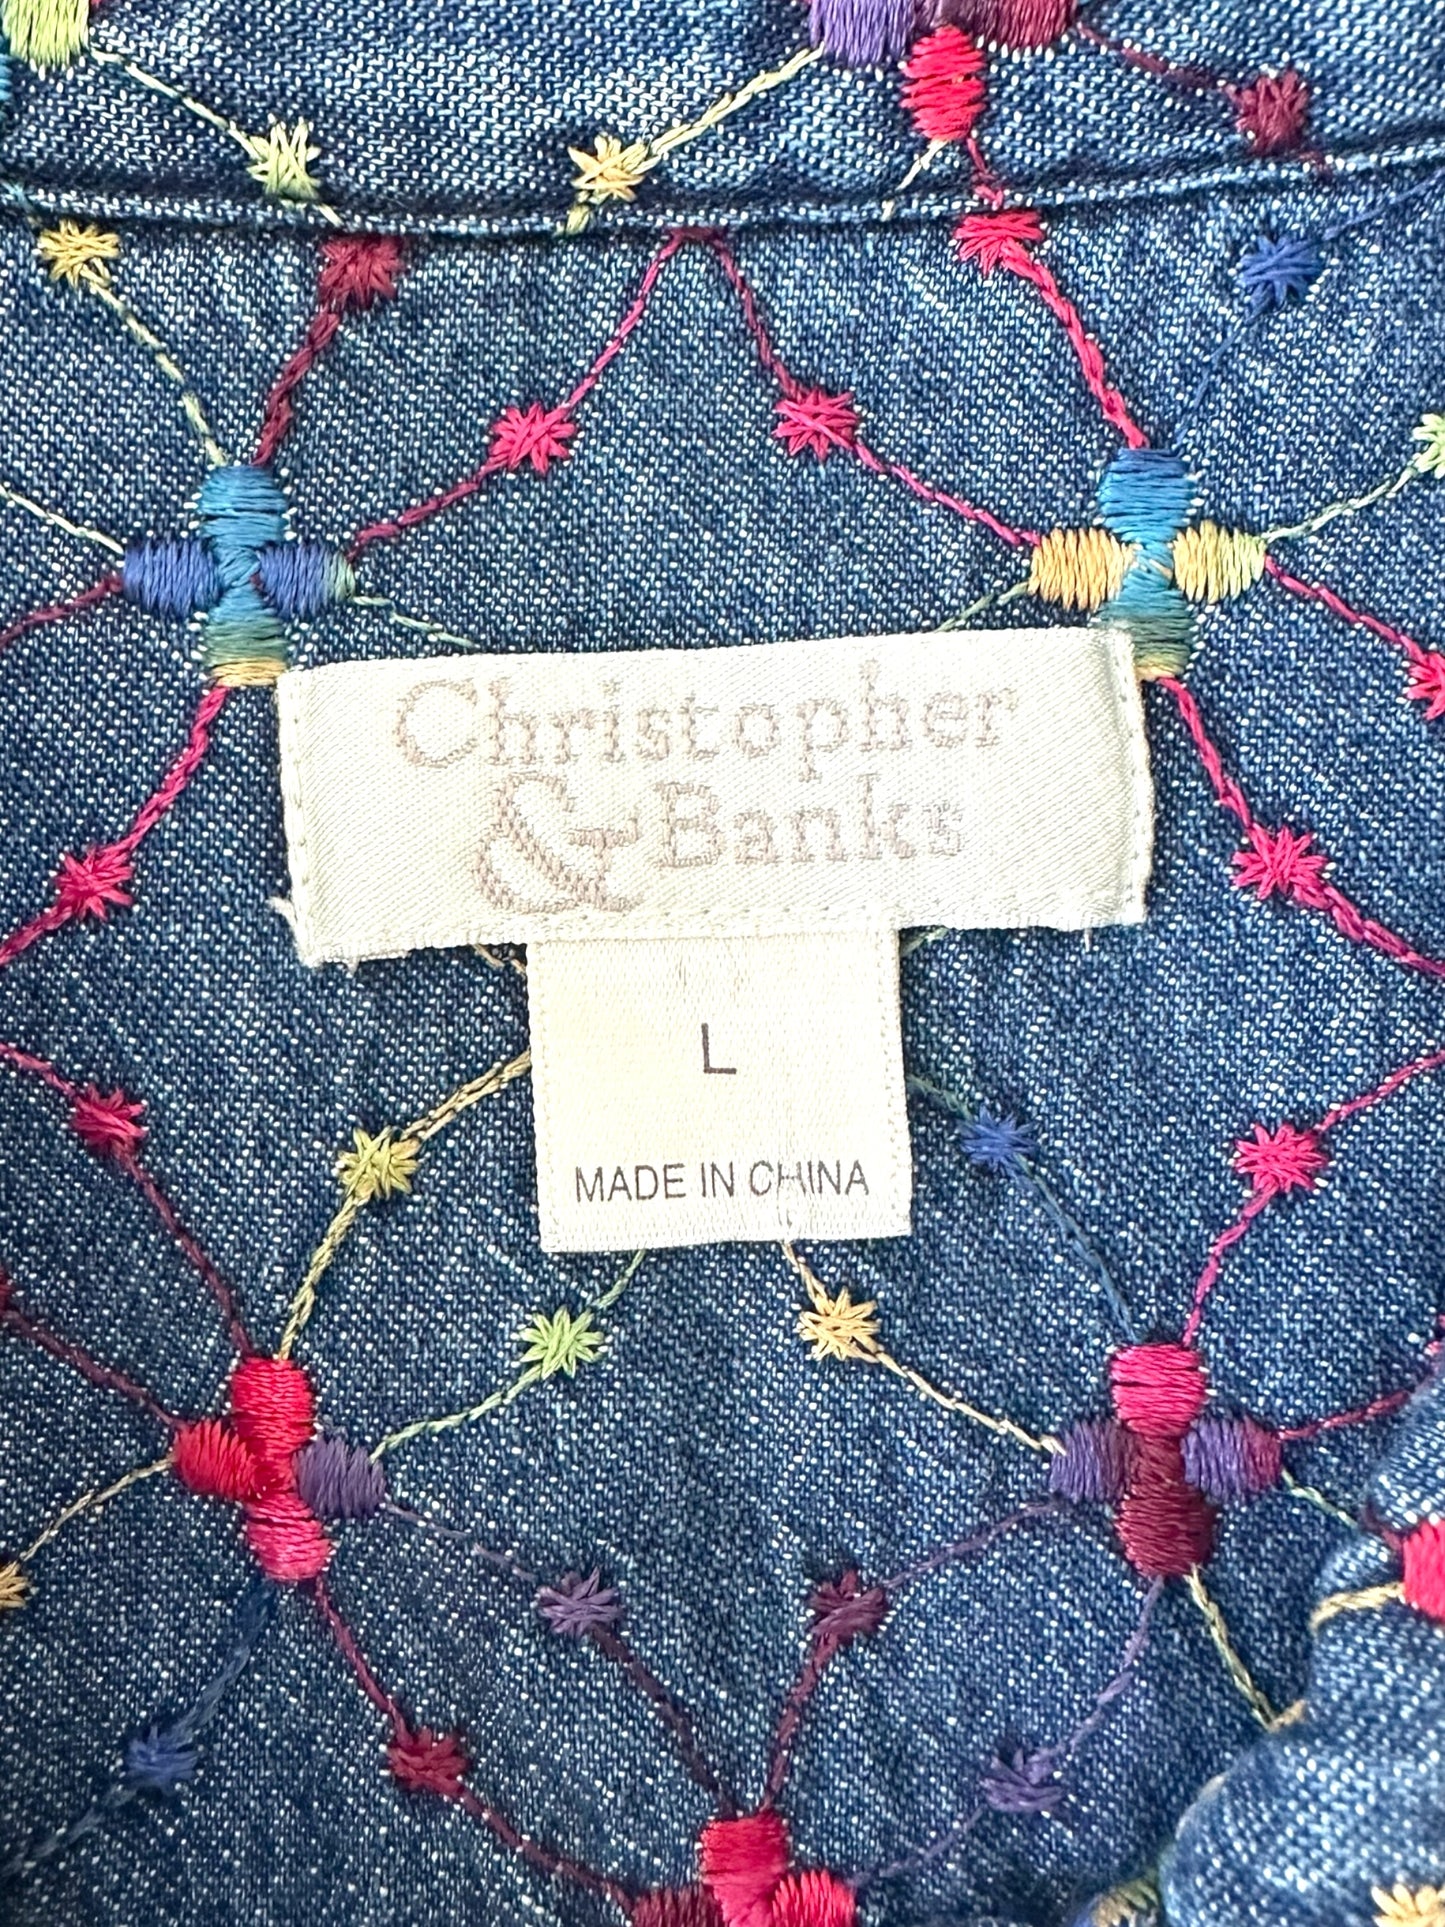 Christopher
& Banks
L
MADE IN CHINA